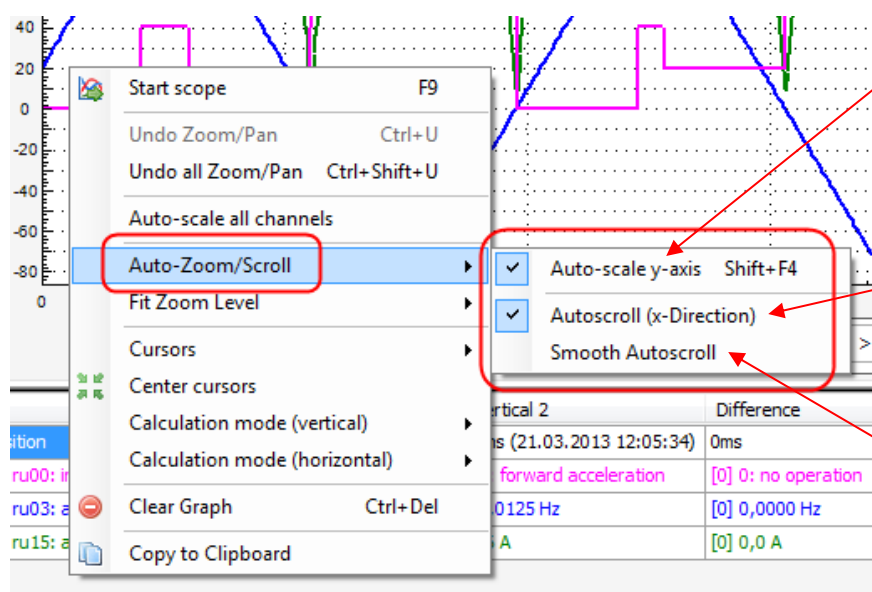 40
20
0
-20
-40
-60
-80
0
Start scope F9
Undo Zoom/Pan Ctrl+U
Undo all Zoom/Pan Ctrl+Shift+U
Auto-scale all channels
Auto-Zoom/Scroll
Fit Zoom Level
Cursors
Center cursors
Calculation mode (vertical)
Calculation mode (horizontal)
Clear Graph Ctrl+Del
Copy to Clipboard
Auto-scale y-axis Shift+F4
Autoscroll (x-Direction)
Smooth Autoscroll
>
rtical 2 Difference
sition ns (21.03.2013 12:05:34) 0ms
ru00: i forward acceleration [0] 0: no operation
ru03: a .0125 Hz [0] 0,0000 Hz
ru15: a A [0] 0,0 A